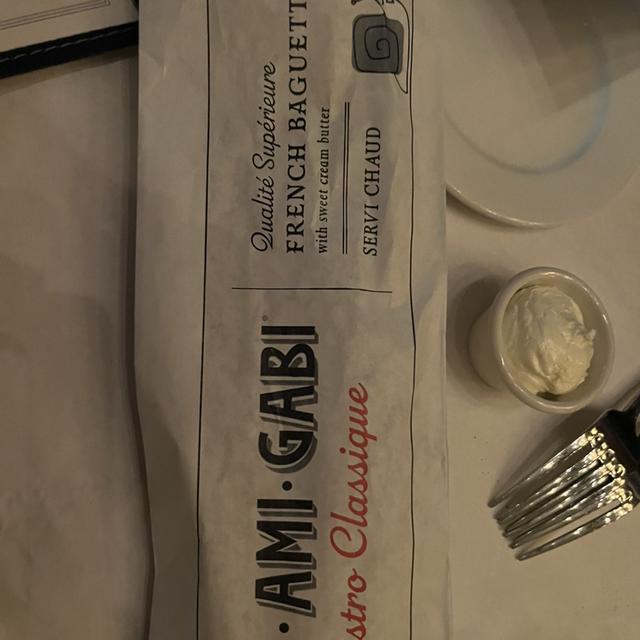 Qualité Supérieure
FRENCH BAGUETT
with sweet cream butter
SERVI CHAUD
· AMI · GABI®
stro Classique